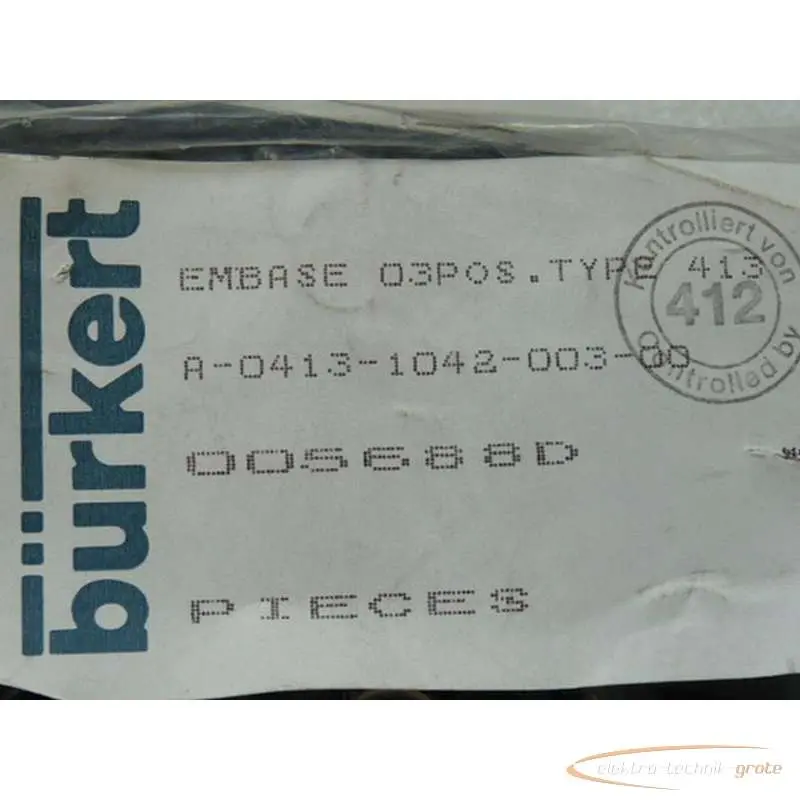 bürkert
EMBASE 03POS.TYPE 413
A-0413-1042-003-00
005688D
PIECES
Kontrolliert von
412
Controlled by
elektro-technik-grote